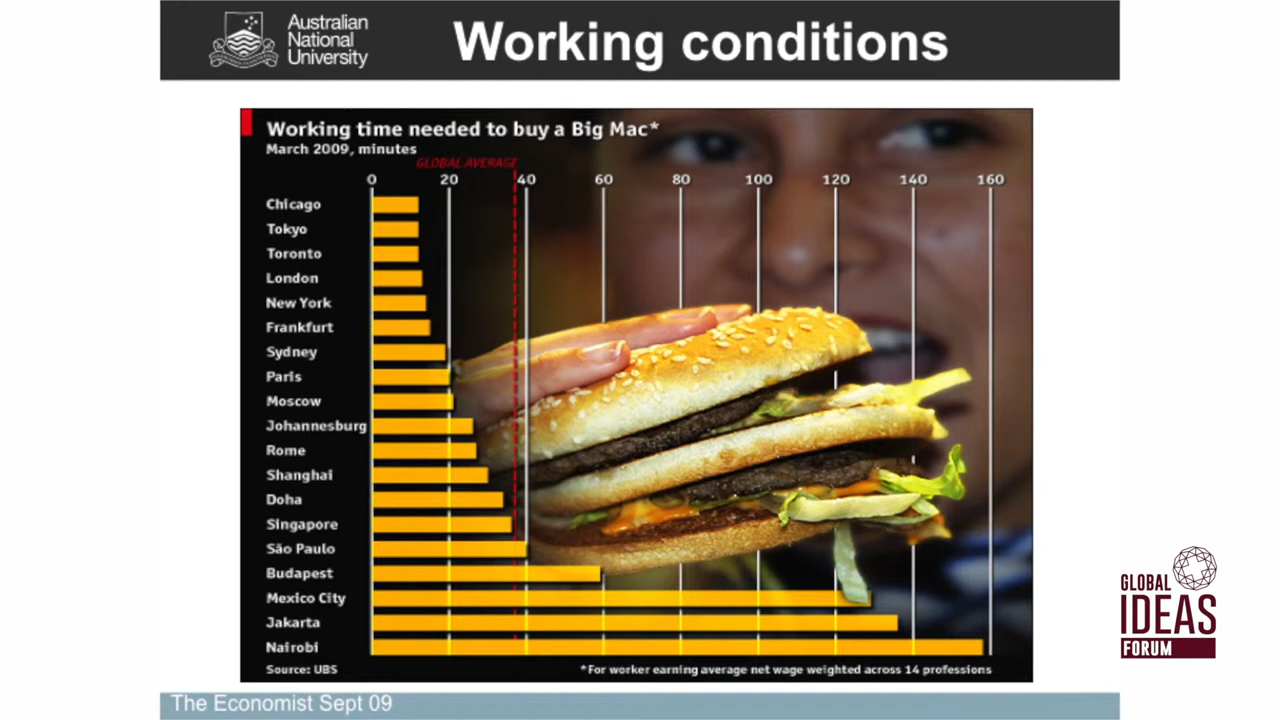 Australian
National
University
Working conditions
Working time needed to buy a Big Mac*
March 2009, minutes
GLOBAL AVERAGE
0 20 40 60 80 100 120 140 160
Chicago
Tokyo
Toronto
London
New York
Frankfurt
Sydney
Paris
Moscow
Johannesburg
Rome
Shanghai
Doha
Singapore
São Paulo
Budapest
Mexico City
Jakarta
Nairobi
Source: UBS
*For worker earning average net wage weighted across 14 professions
The Economist Sept 09
GLOBAL
IDEAS
FORUM